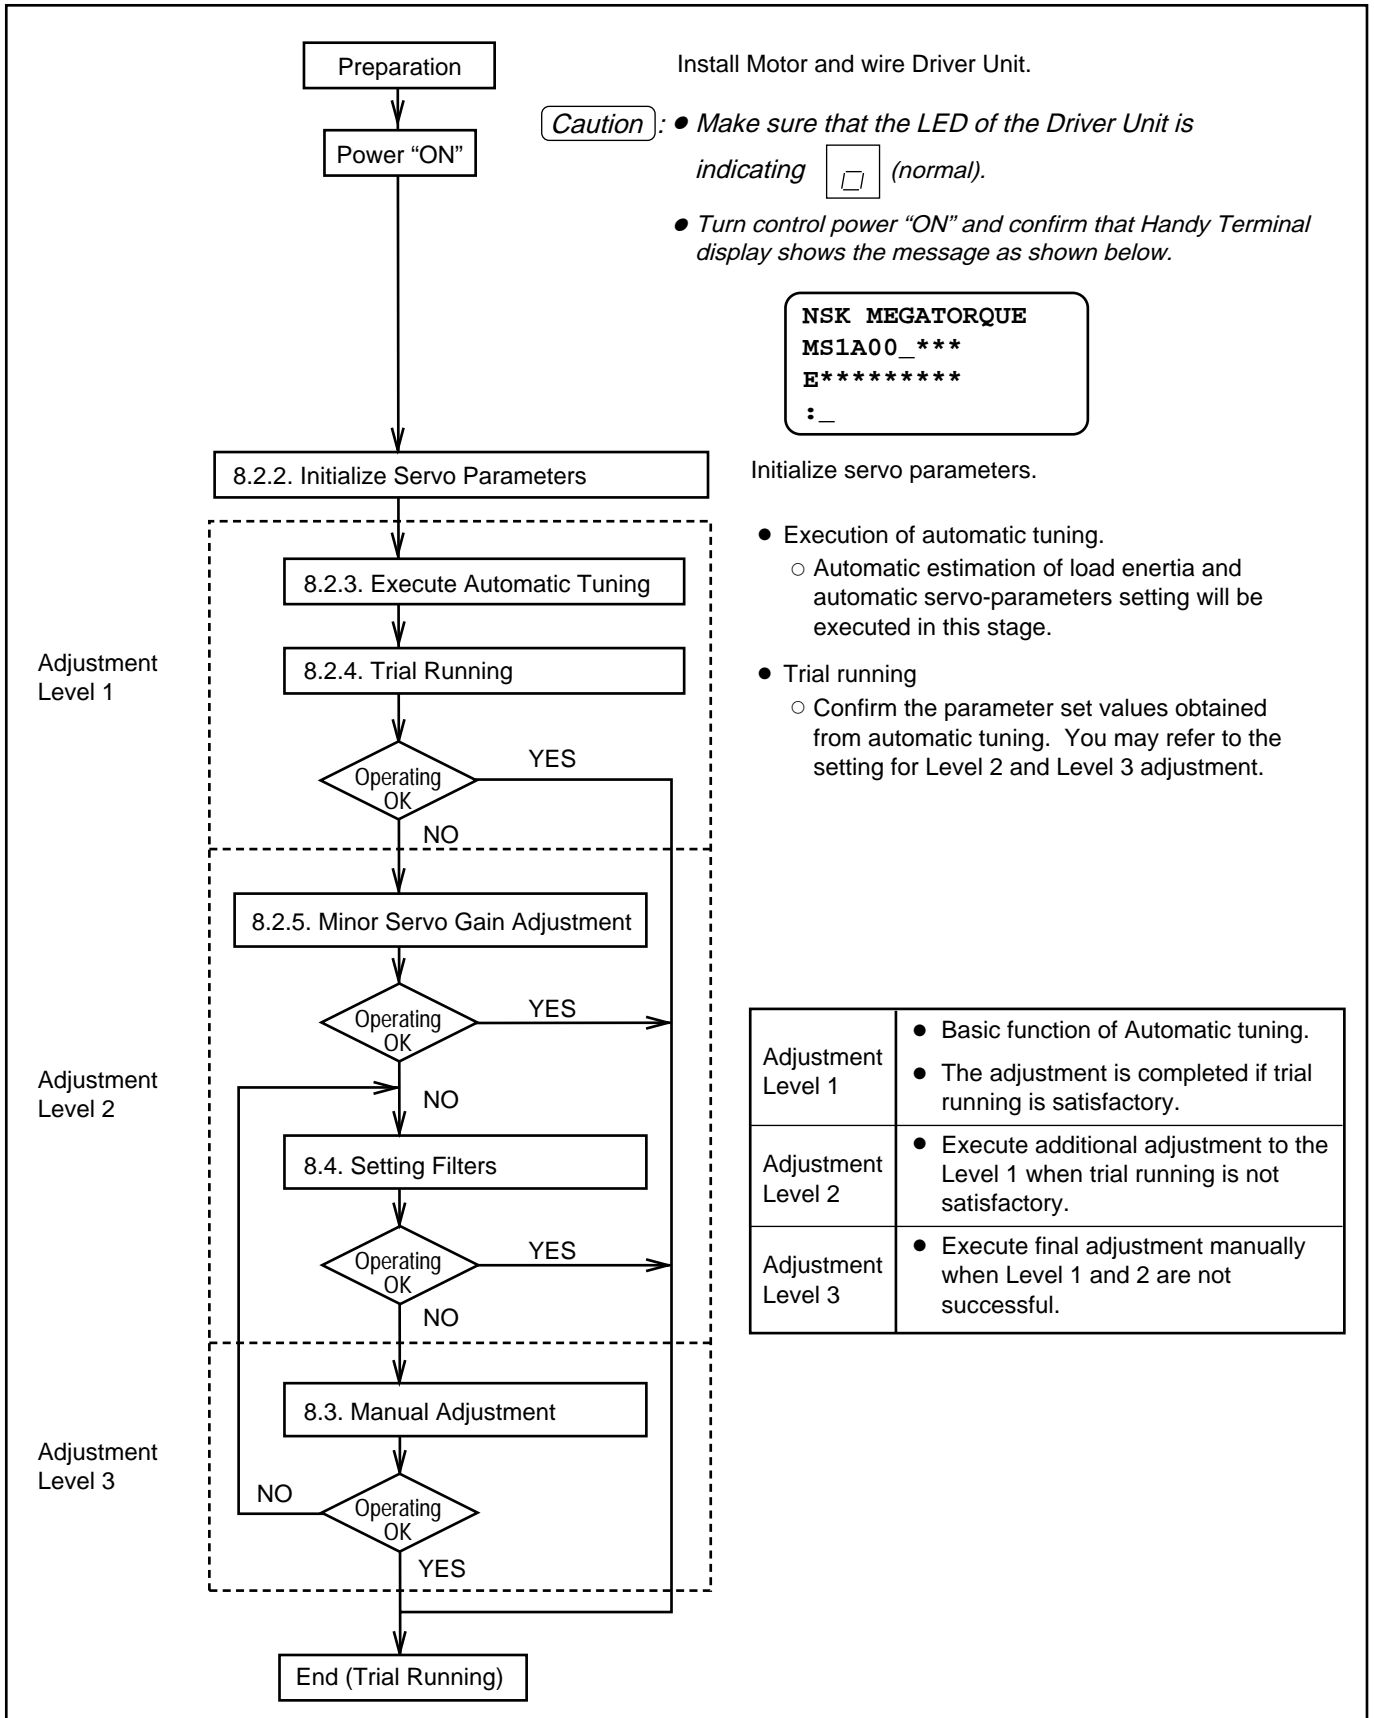 Preparation
Install Motor and wire Driver Unit.
Power “ON”
Caution : ● Make sure that the LED of the Driver Unit is
indicating (normal).
● Turn control power “ON” and confirm that Handy Terminal
display shows the message as shown below.
NSK MEGATORQUE
MS1A00_***
E*********
:_
8.2.2. Initialize Servo Parameters
Initialize servo parameters.
8.2.3. Execute Automatic Tuning
● Execution of automatic tuning.
○ Automatic estimation of load enertia and
automatic servo-parameters setting will be
executed in this stage.
Adjustment
Level 1
8.2.4. Trial Running
● Trial running
○ Confirm the parameter set values obtained
from automatic tuning. You may refer to the
setting for Level 2 and Level 3 adjustment.
Operating
OK
YES
NO
8.2.5. Minor Servo Gain Adjustment
Operating
OK
YES
NO
Adjustment
Level 2
8.4. Setting Filters
Operating
OK
YES
NO
Adjustment
Level 1
● Basic function of Automatic tuning.
● The adjustment is completed if trial
running is satisfactory.
Adjustment
Level 2
● Execute additional adjustment to the
Level 1 when trial running is not
satisfactory.
Adjustment
Level 3
● Execute final adjustment manually
when Level 1 and 2 are not
successful.
8.3. Manual Adjustment
Adjustment
Level 3
NO
Operating
OK
YES
End (Trial Running)